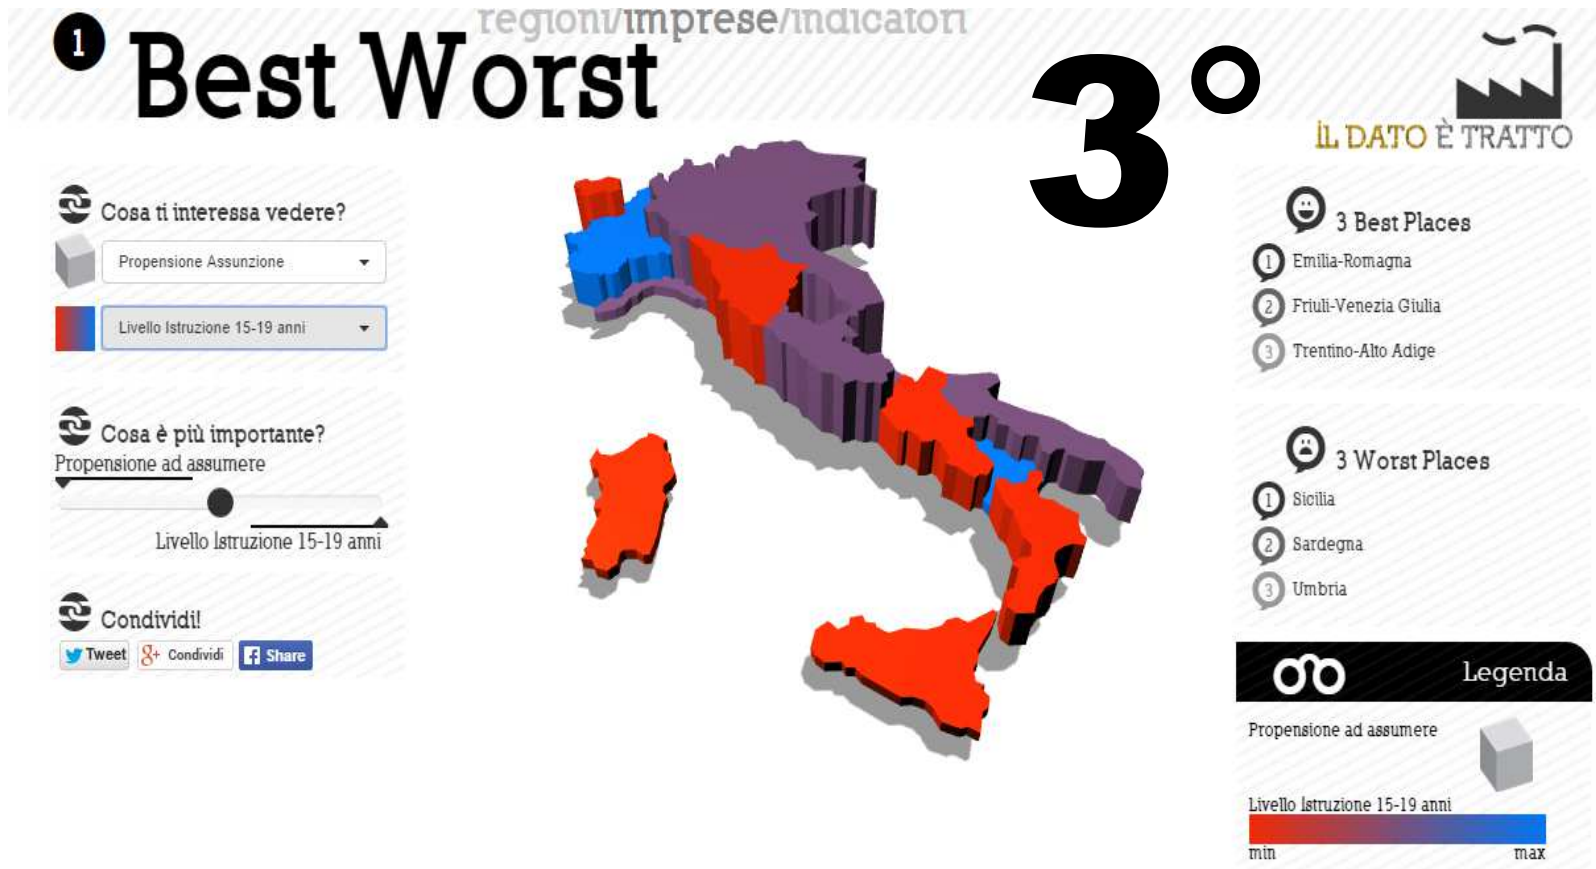 regioni/imprese/indicatori
1 Best Worst
3°
İL DATO È TRATTO
Cosa ti interessa vedere?
Propensione Assunzione
Livello Istruzione 15-19 anni
Cosa è più importante?
Propensione ad assumere
Livello Istruzione 15-19 anni
Condividi!
Tweet
Condividi
Share
3 Best Places
1 Emilia-Romagna
2 Friuli-Venezia Giulia
3 Trentino-Alto Adige
3 Worst Places
1 Sicilia
2 Sardegna
3 Umbria
Legenda
Propensione ad assumere
Livello Istruzione 15-19 anni
min max